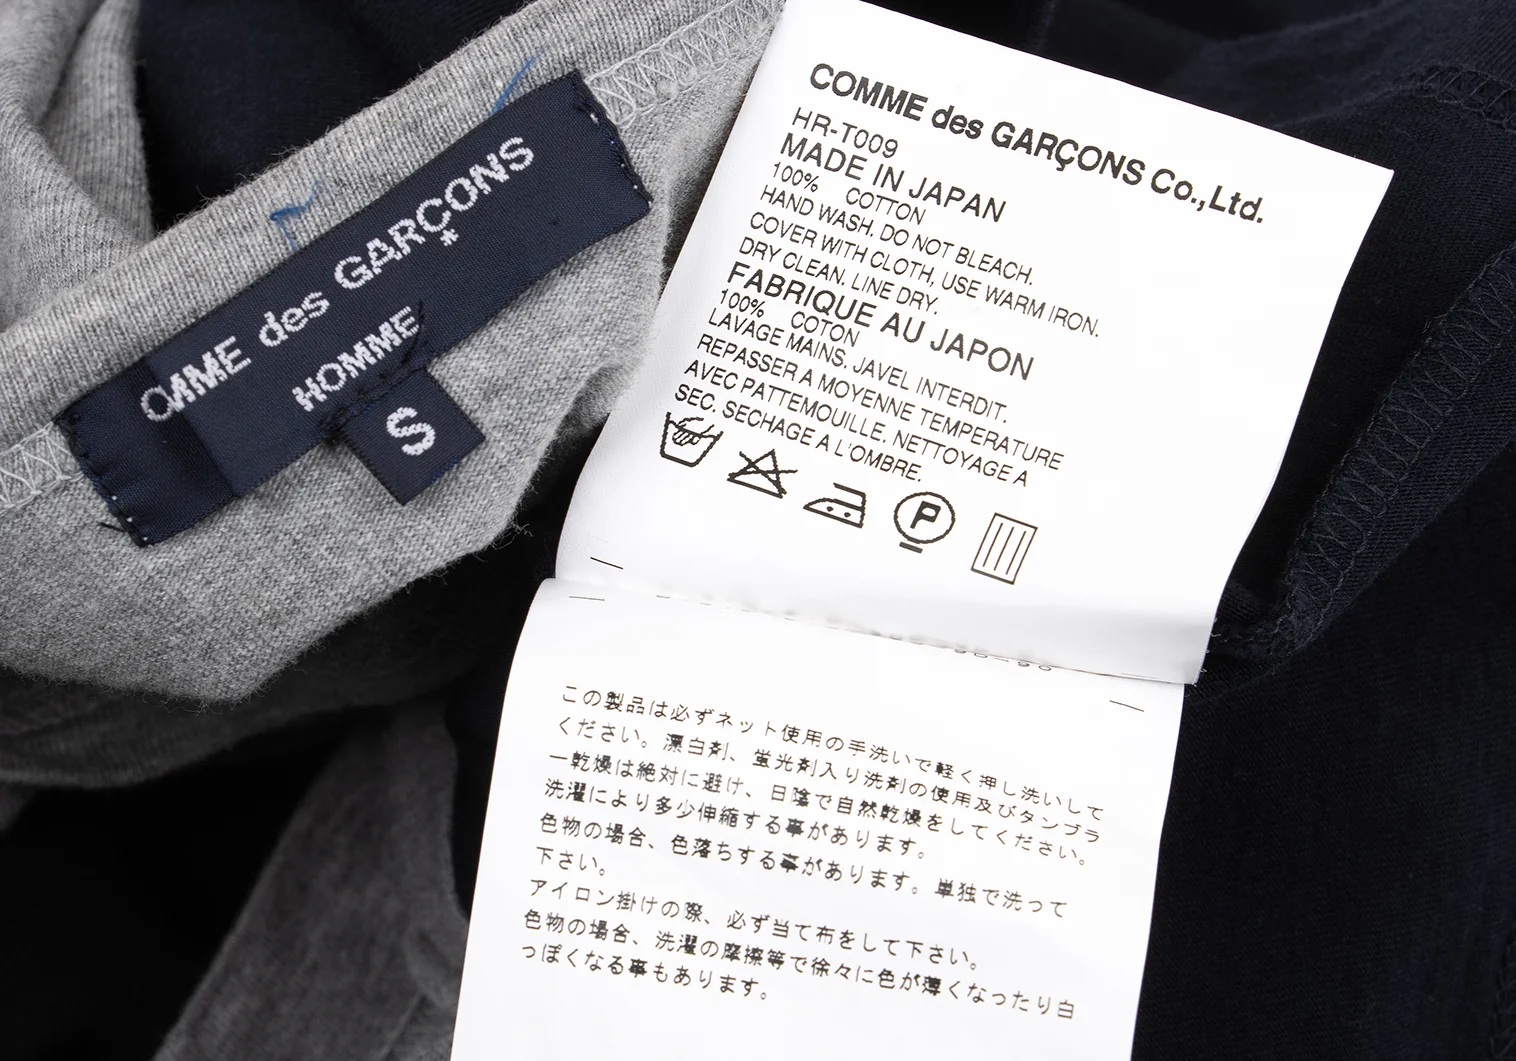 COMME des GARÇONS
HOMME
S
COMME des GARÇONS Co.,Ltd.
HR-T009
MADE IN JAPAN
100% COTTON
HAND WASH. DO NOT BLEACH.
COVER WITH CLOTH, USE WARM IRON.
DRY CLEAN. LINE DRY.
FABRIQUE AU JAPON
100% COTON
LAVAGE MAINS. JAVEL INTERDIT.
REPASSER A MOYENNE TEMPERATURE
AVEC PATTEMOUILLE. NETTOYAGE A
SEC. SECHAGE A L'OMBRE.
P
この製品は必ずネット使用の手洗いで軽く押し洗いして
ください。漂白剤、蛍光剤入り洗剤の使用及びタンブラ
ー乾燥は絶対に避け、日陰で自然乾燥をしてください。
洗濯により多少伸縮する事があります。
色物の場合、色落ちする事があります。単独で洗って
下さい。
アイロン掛けの際、必ず当て布をして下さい。
色物の場合、洗濯の摩擦等で徐々に色が薄くなったり白
っぽくなる事もあります。